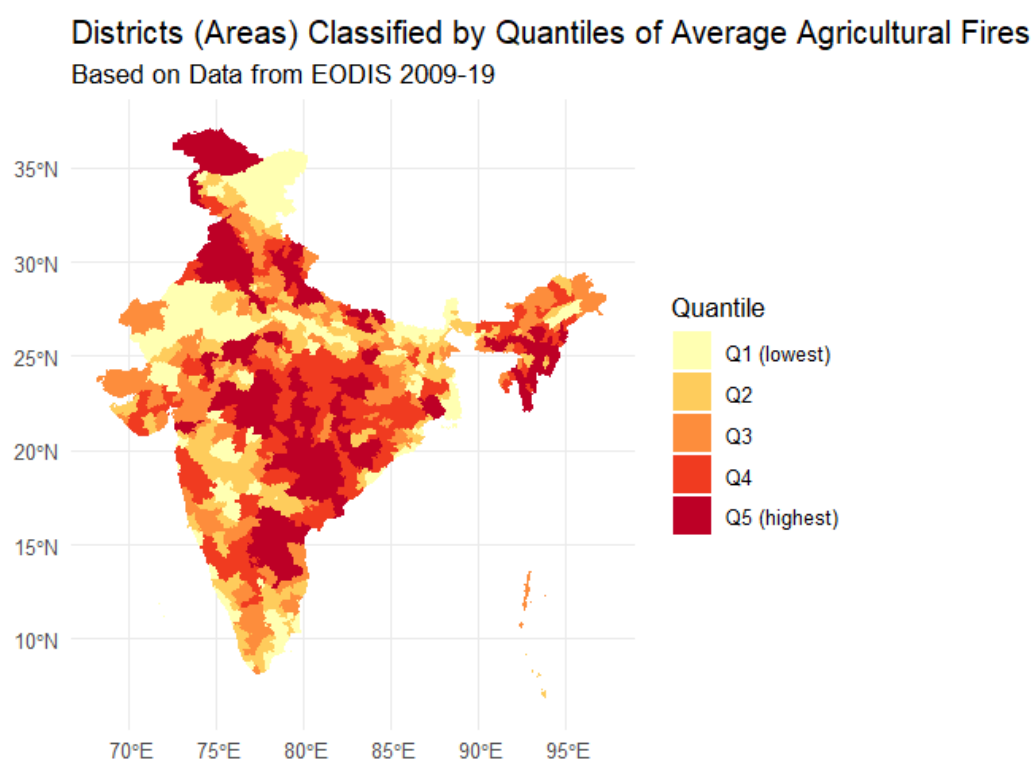 Districts (Areas) Classified by Quantiles of Average Agricultural Fires
Based on Data from EODIS 2009-19
35°N
30°N
25°N
20°N
15°N
10°N
70°E 75°E 80°E 85°E 90°E 95°E
Quantile
Q1 (lowest)
Q2
Q3
Q4
Q5 (highest)